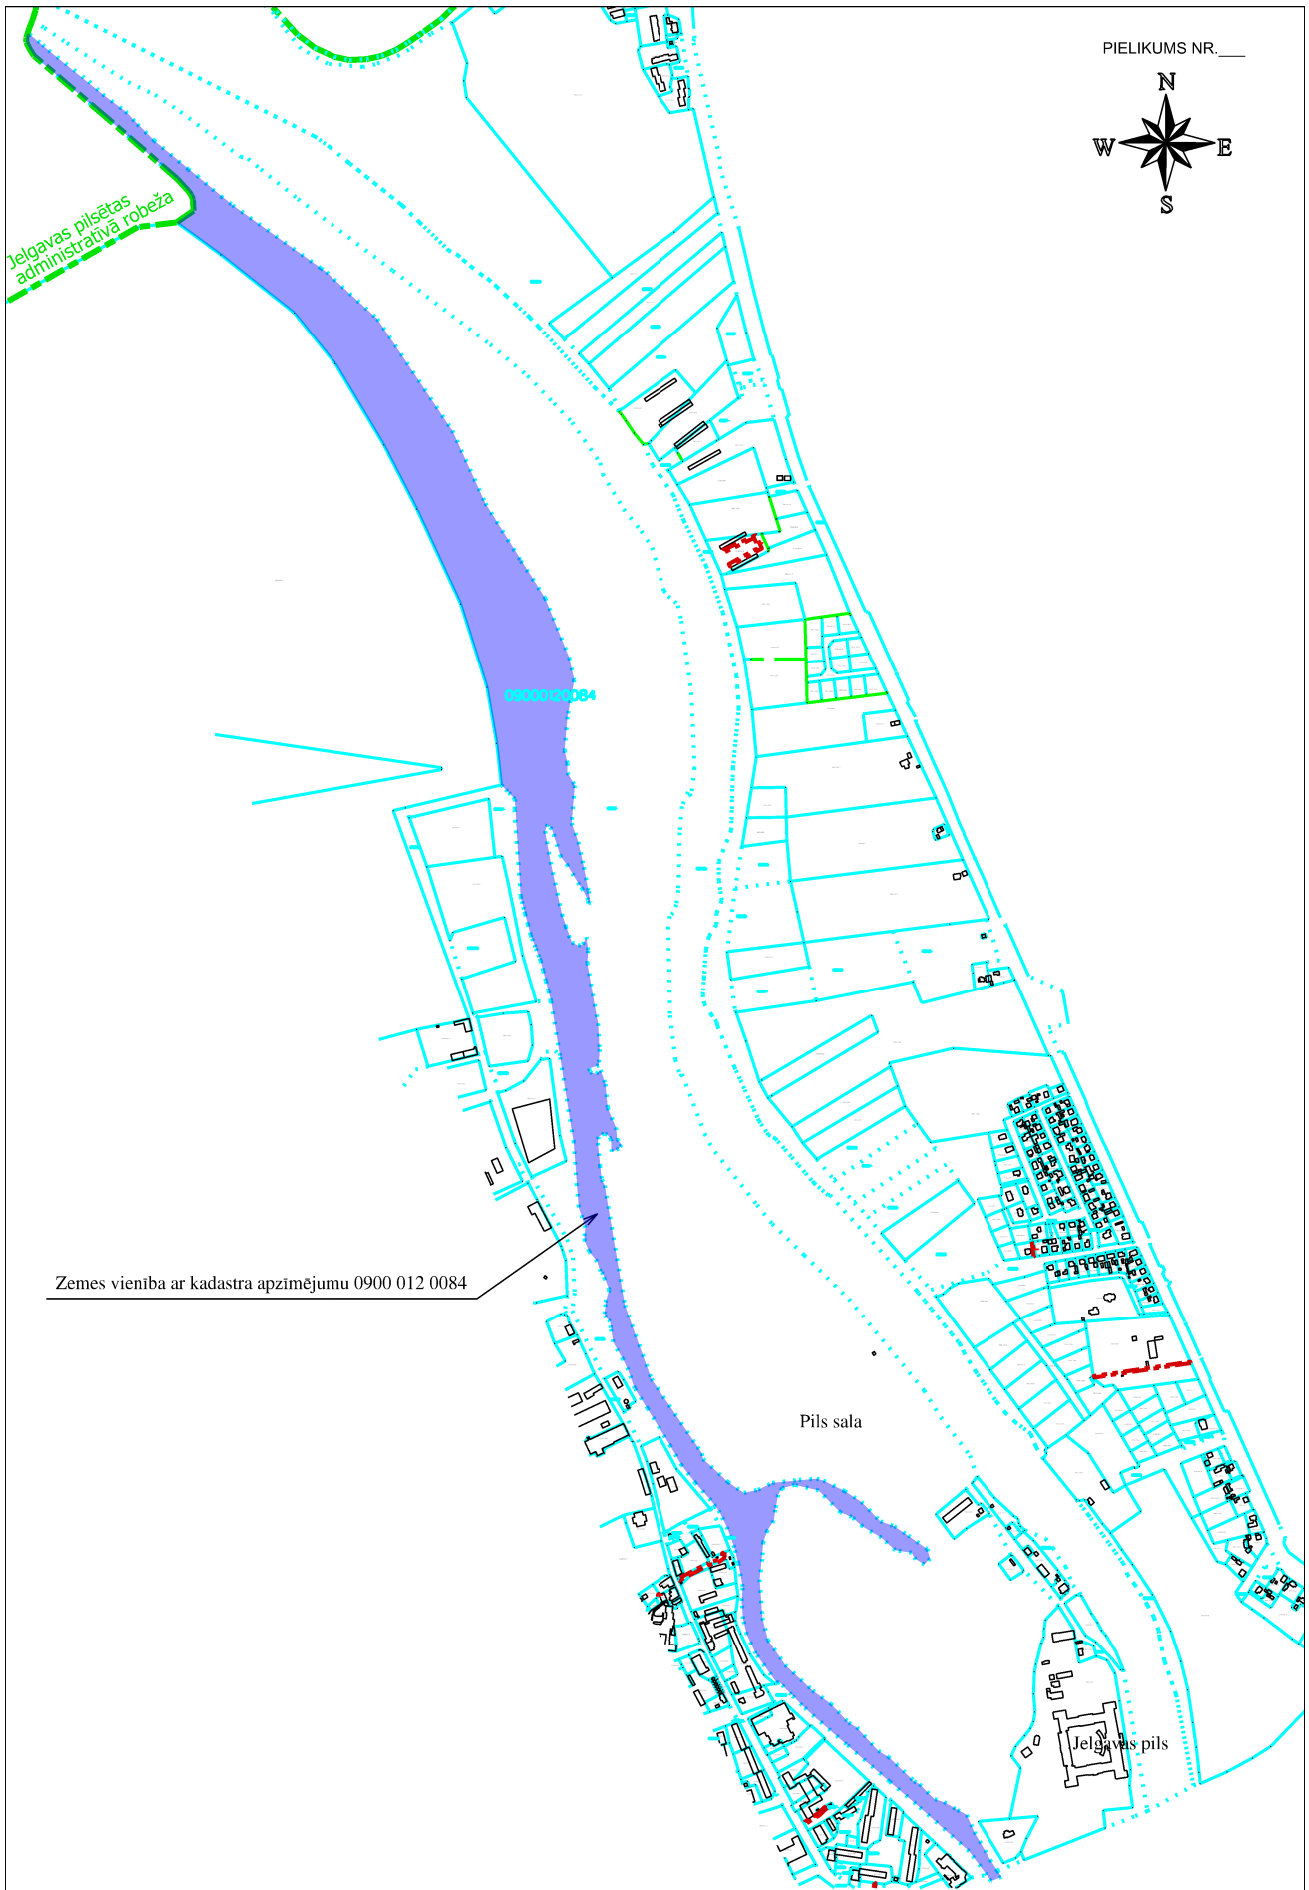 PIELIKUMS NR.___
N
W E
S
Jelgavas pilsētas
administratīvā robeža
09000120084
Zemes vienība ar kadastra apzīmējumu 0900 012 0084
Pils sala
Jelgavas pils